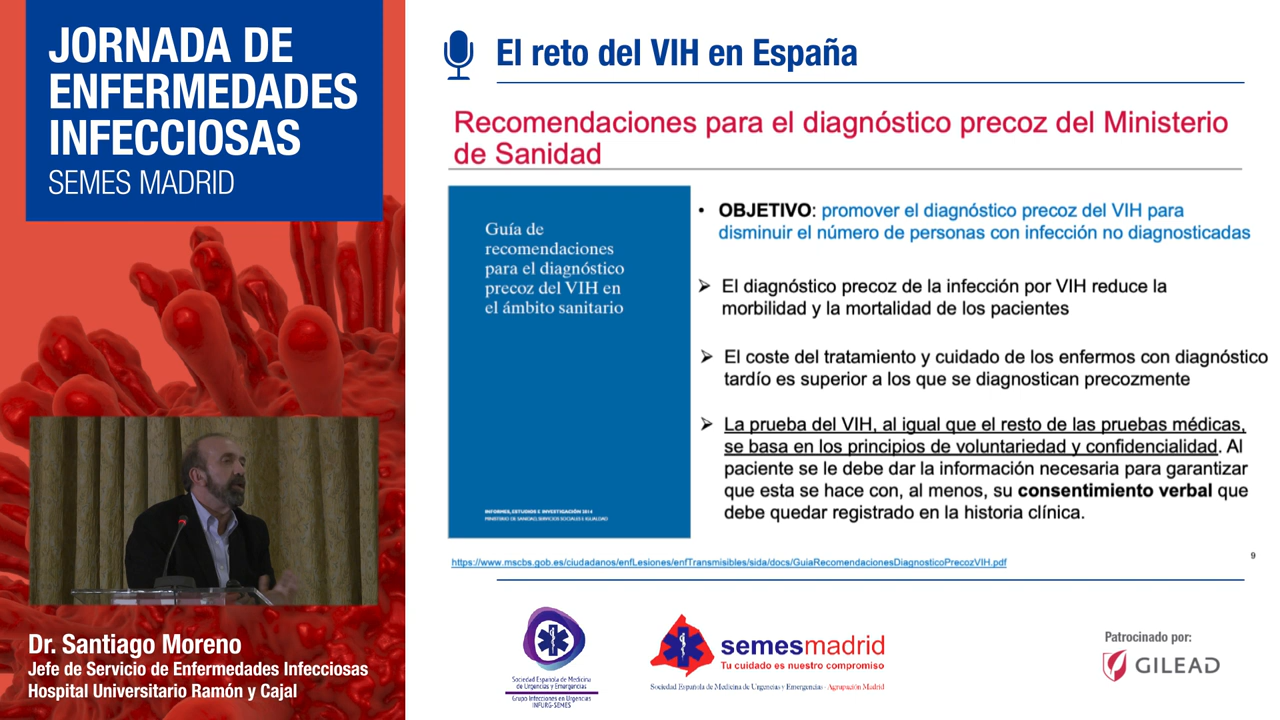 JORNADA DE
ENFERMEDADES
INFECCIOSAS
SEMES MADRID
Dr. Santiago Moreno
Jefe de Servicio de Enfermedades Infecciosas
Hospital Universitario Ramón y Cajal
El reto del VIH en España
Recomendaciones para el diagnóstico precoz del Ministerio
de Sanidad
Guía de
recomendaciones
para el diagnóstico
precoz del VIH en
el ámbito sanitario
INFORMES, ESTUDIOS E INVESTIGACIÓN 2014
MINISTERIO DE SANIDAD, SERVICIOS SOCIALES E IGUALDAD
• OBJETIVO: promover el diagnóstico precoz del VIH para
disminuir el número de personas con infección no diagnosticadas
➢ El diagnóstico precoz de la infección por VIH reduce la
morbilidad y la mortalidad de los pacientes
➢ El coste del tratamiento y cuidado de los enfermos con diagnóstico
tardío es superior a los que se diagnostican precozmente
➢ La prueba del VIH, al igual que el resto de las pruebas médicas,
se basa en los principios de voluntariedad y confidencialidad. Al
paciente se le debe dar la información necesaria para garantizar
que esta se hace con, al menos, su consentimiento verbal que
debe quedar registrado en la historia clínica.
https://www.mscbs.gob.es/ciudadanos/enfLesiones/enfTransmisibles/sida/docs/GuiaRecomendacionesDiagnosticoPrecozVIH.pdf
9
Sociedad Española de Medicina
de Urgencias y Emergencias
Grupo Infecciones en Urgencias
INFURG-SEMES
semesmadrid
Tu cuidado es nuestro compromiso
Sociedad Española de Medicina de Urgencias y Emergencias - Agrupación Madrid
Patrocinado por:
GILEAD